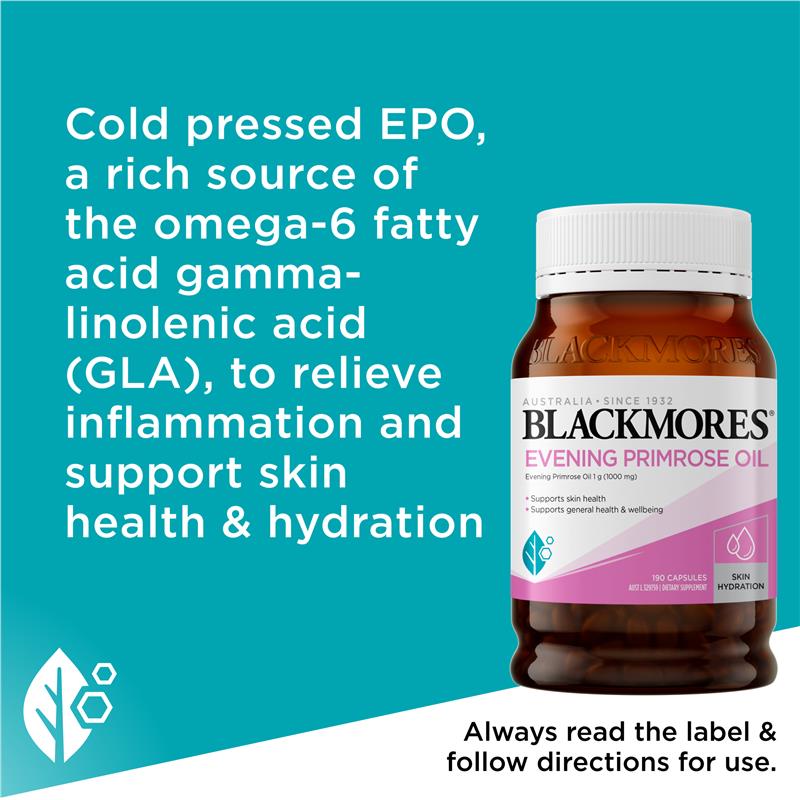 Cold pressed EPO,
a rich source of
the omega-6 fatty
acid gamma-
linolenic acid
(GLA), to relieve
inflammation and
support skin
health & hydration
BLACKMORES
AUSTRALIA • SINCE 1932
BLACKMORES®
EVENING PRIMROSE OIL
Evening Primrose Oil 1 g (1000 mg)
• Supports skin health
• Supports general health & wellbeing
190 CAPSULES
AUST L 329759 | DIETARY SUPPLEMENT
SKIN
HYDRATION
Always read the label &
follow directions for use.